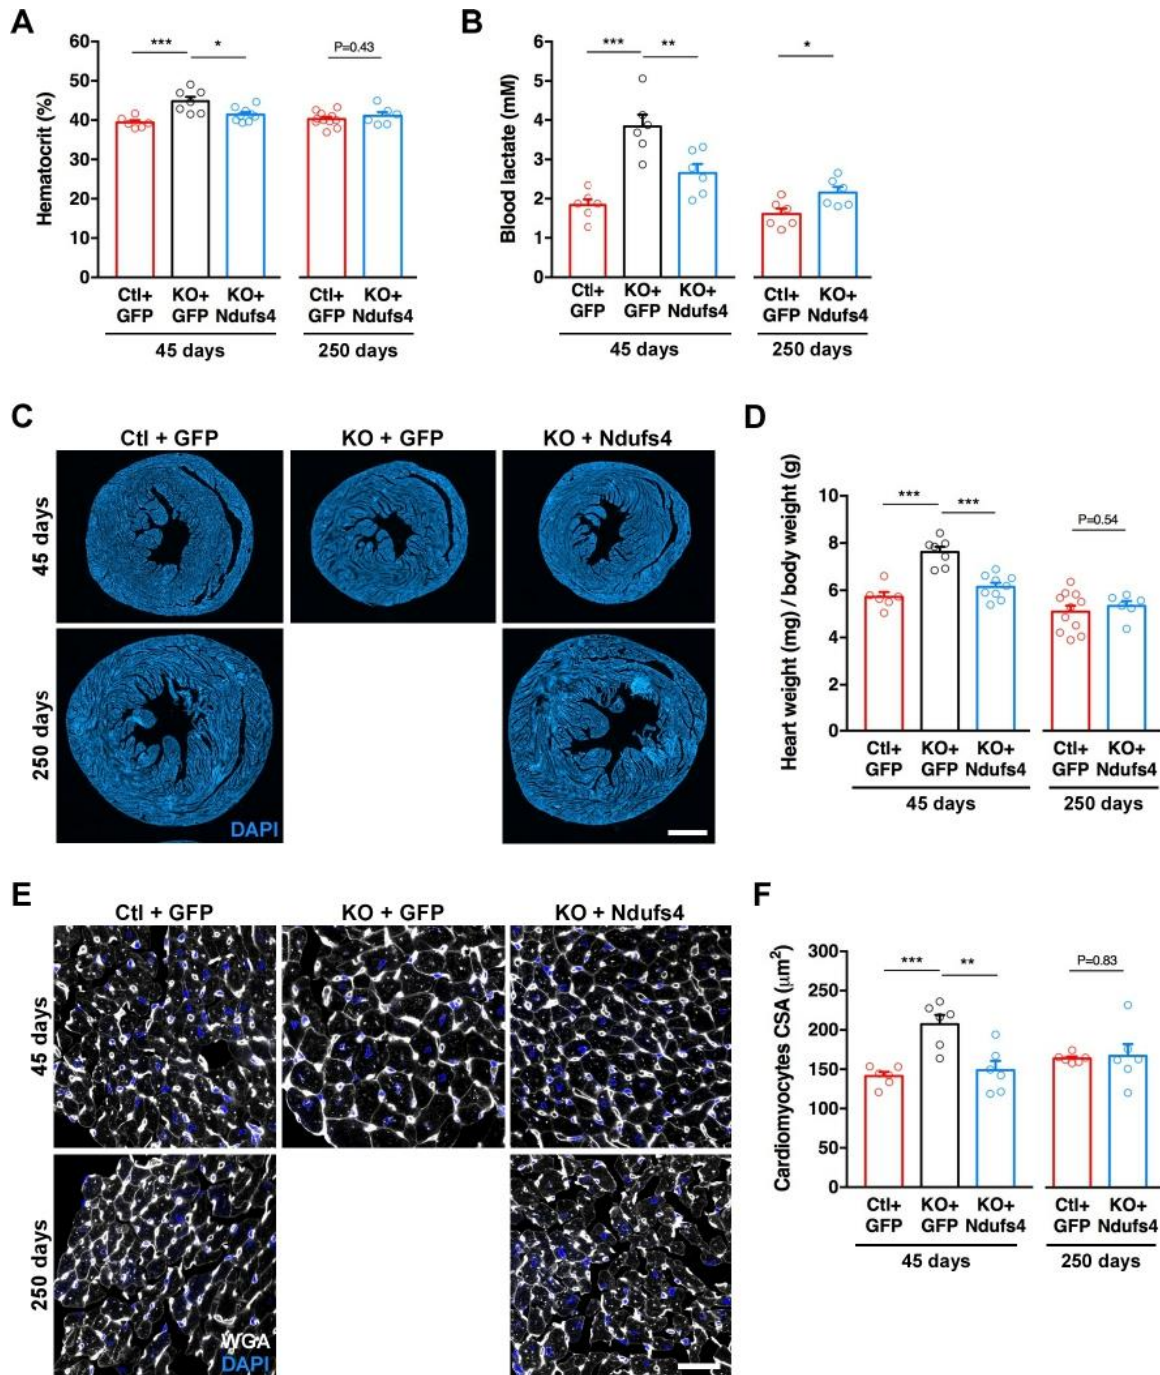 A
Hematocrit (%)
60
50
40
30
20
10
0
*** * P=0.43
Ctl+ KO+ KO+ Ctl+ KO+
GFP GFP Ndufs4 GFP Ndufs4
45 days 250 days
B
Blood lactate (mM)
6
5
4
3
2
1
0
*** ** *
Ctl+ KO+ KO+ Ctl+ KO+
GFP GFP Ndufs4 GFP Ndufs4
45 days 250 days
C
Ctl + GFP KO + GFP KO + Ndufs4
45 days
250 days
DAPI
D
Heart weight (mg) / body weight (g)
10
8
6
4
2
0
*** *** P=0.54
Ctl+ KO+ KO+ Ctl+ KO+
GFP GFP Ndufs4 GFP Ndufs4
45 days 250 days
E
Ctl + GFP KO + GFP KO + Ndufs4
45 days
250 days
WGA
DAPI
F
Cardiomyocytes CSA (μm²)
300
250
200
150
100
50
0
*** ** P=0.83
Ctl+ KO+ KO+ Ctl+ KO+
GFP GFP Ndufs4 GFP Ndufs4
45 days 250 days